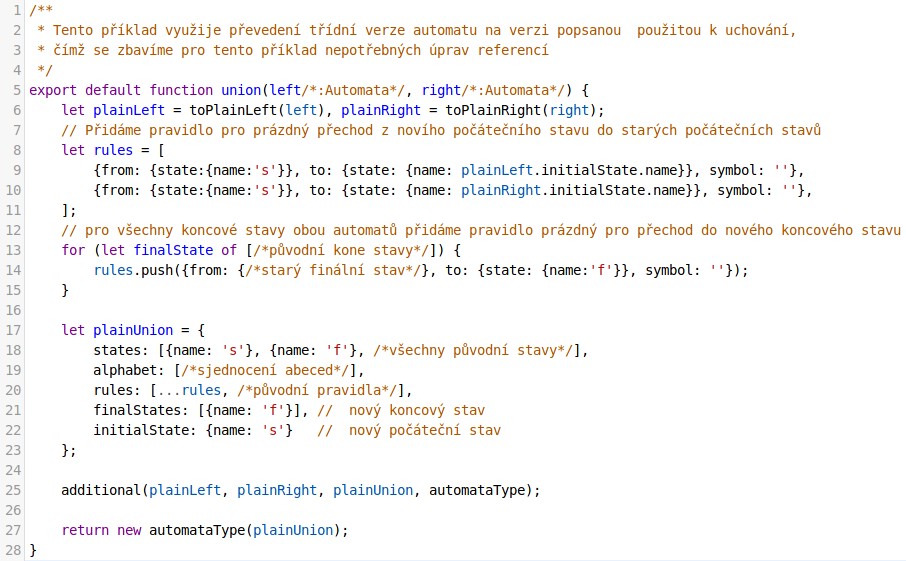 1 /**
2  * Tento příklad využije převedení třídní verze automatu na verzi popsanou  použitou k uchování,
3  * čímž se zbavíme pro tento příklad nepotřebných úprav referencí
4  */
5 export default function union(left/*:Automata*/, right/*:Automata*/) {
6     let plainLeft = toPlainLeft(left), plainRight = toPlainRight(right);
7     // Přidáme pravidlo pro prázdný přechod z novího počátečního stavu do starých počátečních stavů
8     let rules = [
9         {from: {state:{name:'s'}}, to: {state: {name: plainLeft.initialState.name}}, symbol: ''},
10         {from: {state:{name:'s'}}, to: {state: {name: plainRight.initialState.name}}, symbol: ''},
11     ];
12     // pro všechny koncové stavy obou automatů přidáme pravidlo prázdný pro přechod do nového koncového stavu
13     for (let finalState of [/*původní kone stavy*/]) {
14         rules.push({from: {/*starý finální stav*/}, to: {state: {name:'f'}}, symbol: ''});
15     }
16
17     let plainUnion = {
18         states: [{name: 's'}, {name: 'f'}, /*všechny původní stavy*/],
19         alphabet: [/*sjednocení abeced*/],
20         rules: [...rules, /*původní pravidla*/],
21         finalStates: [{name: 'f'}], //  nový koncový stav
22         initialState: {name: 's'}   //  nový počáteční stav
23     };
24
25     additional(plainLeft, plainRight, plainUnion, automataType);
26
27     return new automataType(plainUnion);
28 }